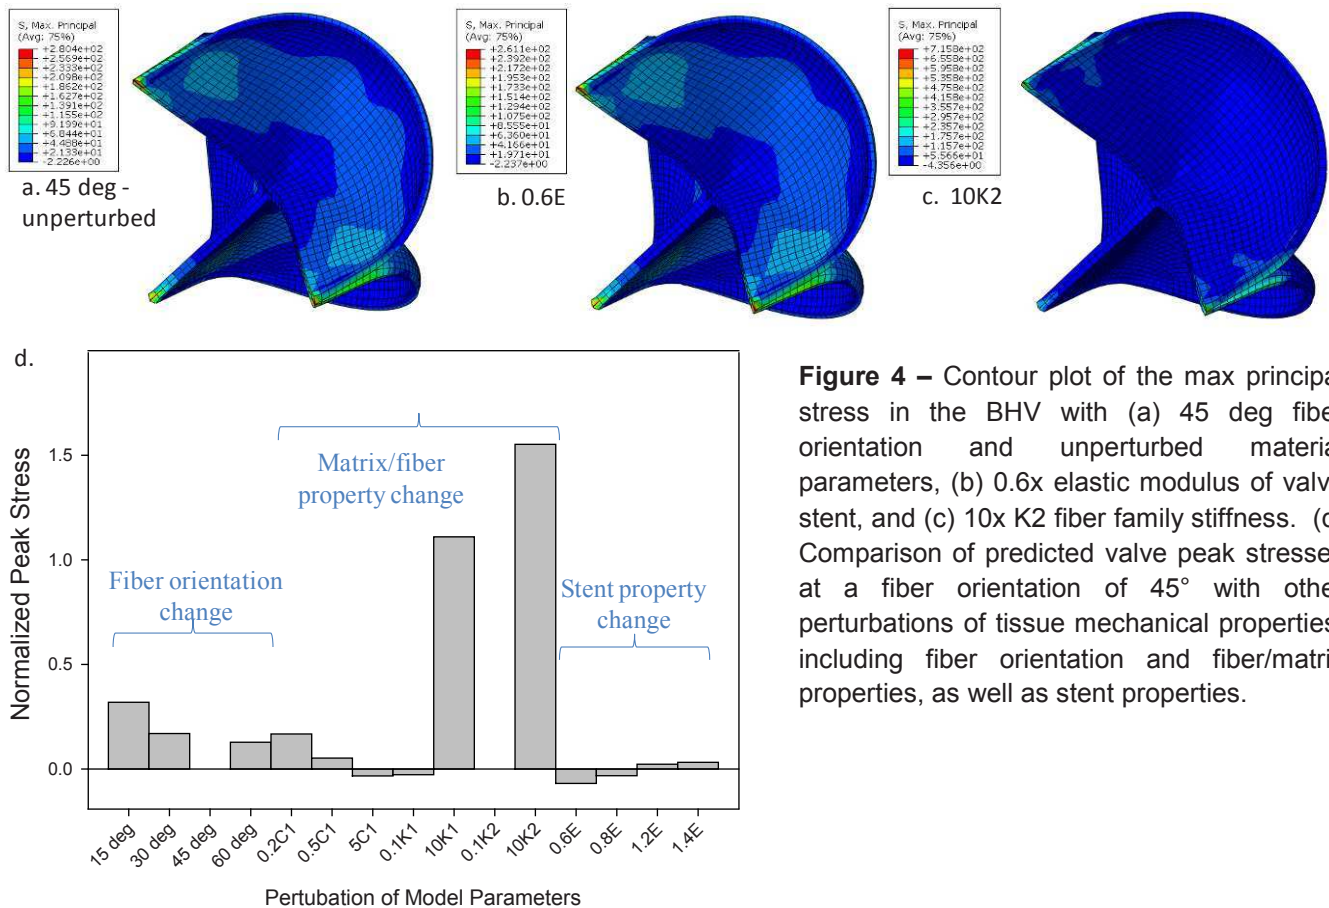 S, Max. Principal
(Avg: 75%)
+2.804e+02
+2.569e+02
+2.333e+02
+2.098e+02
+1.862e+02
+1.627e+02
+1.391e+02
+1.155e+02
+9.199e+01
+6.844e+01
+4.488e+01
+2.133e+01
-2.226e+00
a. 45 deg -
unperturbed
S, Max. Principal
(Avg: 75%)
+2.611e+02
+2.392e+02
+2.172e+02
+1.953e+02
+1.733e+02
+1.514e+02
+1.294e+02
+1.075e+02
+8.555e+01
+6.360e+01
+4.166e+01
+1.971e+01
-2.237e+00
b. 0.6E
S, Max. Principal
(Avg: 75%)
+7.158e+02
+6.558e+02
+5.958e+02
+5.358e+02
+4.758e+02
+4.158e+02
+3.557e+02
+2.957e+02
+2.357e+02
+1.757e+02
+1.157e+02
+5.566e+01
-4.356e+00
c. 10K2
d.
Normalized Peak Stress
1.5
1.0
0.5
0.0
Fiber orientation
change
Matrix/fiber
property change
Stent property
change
15 deg
30 deg
45 deg
60 deg
0.2C1
0.5C1
5C1
0.1K1
10K1
0.1K2
10K2
0.6E
0.8E
1.2E
1.4E
Pertubation of Model Parameters
Figure 4 – Contour plot of the max principa
stress in the BHV with (a) 45 deg fibe
orientation and unperturbed materia
parameters, (b) 0.6x elastic modulus of valv
stent, and (c) 10x K2 fiber family stiffness. (d
Comparison of predicted valve peak stresse
at a fiber orientation of 45° with othe
perturbations of tissue mechanical properties
including fiber orientation and fiber/matri
properties, as well as stent properties.